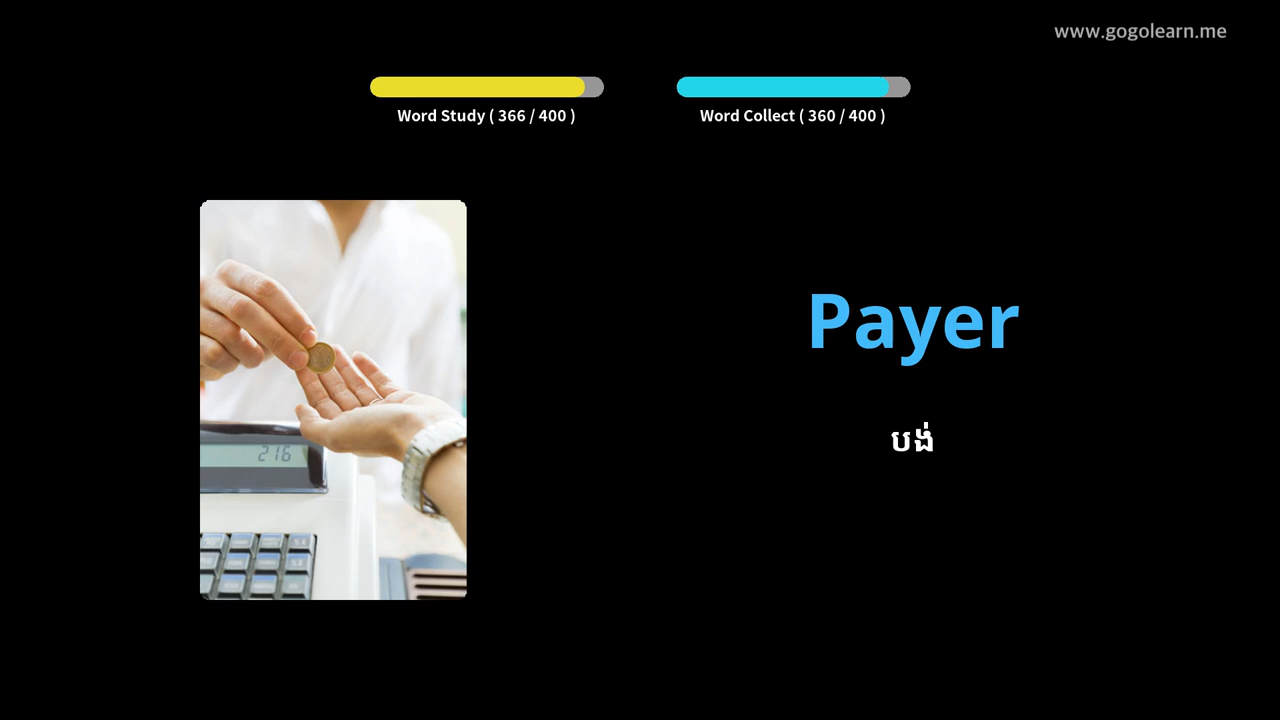 www.gogolearn.me
Word Study ( 366 / 400 )
Word Collect ( 360 / 400 )
Payer
បង់
216